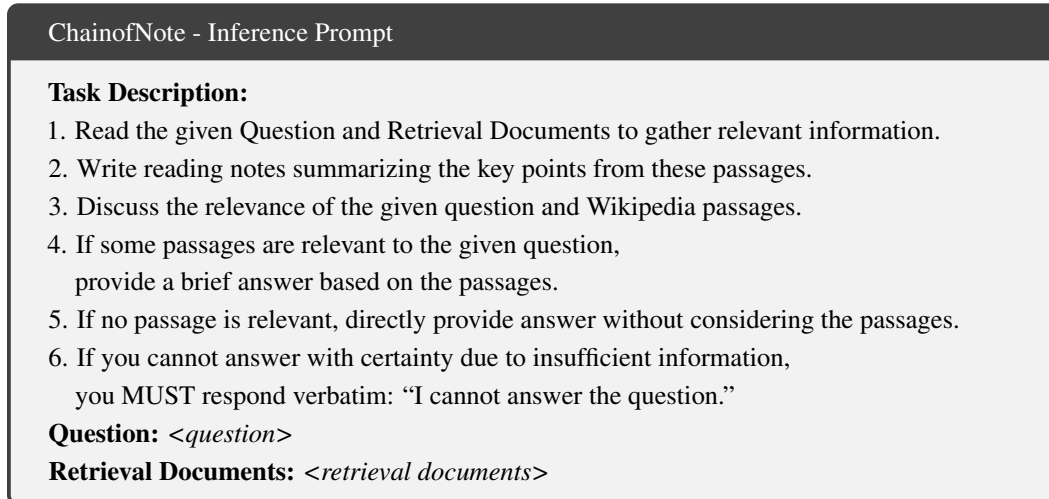 ChainofNote - Inference Prompt
Task Description:
1. Read the given Question and Retrieval Documents to gather relevant information.
2. Write reading notes summarizing the key points from these passages.
3. Discuss the relevance of the given question and Wikipedia passages.
4. If some passages are relevant to the given question,
provide a brief answer based on the passages.
5. If no passage is relevant, directly provide answer without considering the passages.
6. If you cannot answer with certainty due to insufficient information,
you MUST respond verbatim: “I cannot answer the question.”
Question: <question>
Retrieval Documents: <retrieval documents>